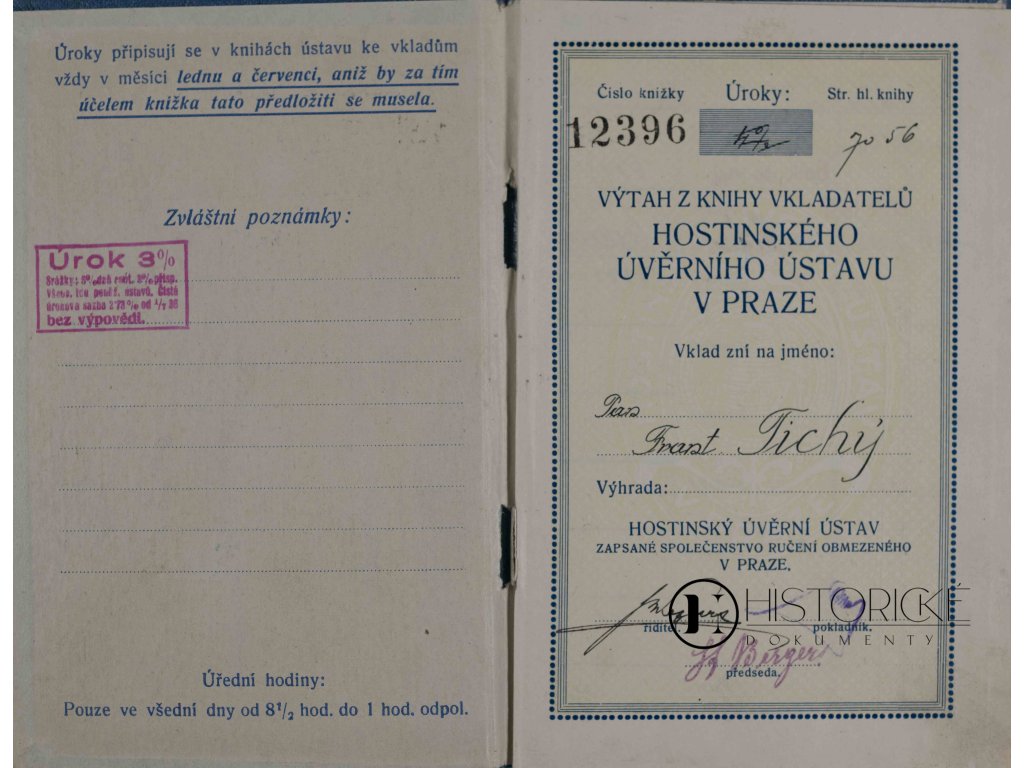 Úroky připisují se v knihách ústavu ke vkladům
vždy v měsíci lednu a červenci, aniž by za tím
účelem knížka tato předložiti se musela.
Zvláštní poznámky:
Úrok 3%
bez výpovědi.
Úřední hodiny:
Pouze ve všední dny od 8½ hod. do 1 hod. odpol.
Číslo knížky Úroky: Str. hl. knihy
12396 56
VÝTAH Z KNIHY VKLADATELŮ
HOSTINSKÉHO
ÚVĚRNÍHO ÚSTAVU
V PRAZE
Vklad zní na jméno:
Pan
Frant Tichý
Výhrada:
HOSTINSKÝ ÚVĚRNÍ ÚSTAV
ZAPSANÉ SPOLEČENSTVO RUČENÍ OBMEZENÉHO
V PRAZE.
HISTORICKÉ
DOKUMENTY
ředitel. pokladník.
Berger
předseda.